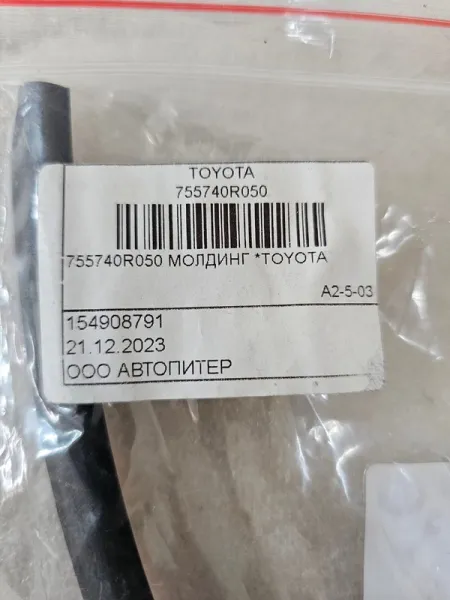 TOYOTA
755740R050
755740R050 МОЛДИНГ *TOYOTA
A2-5-03
154908791
21.12.2023
ООО АВТОПИТЕР